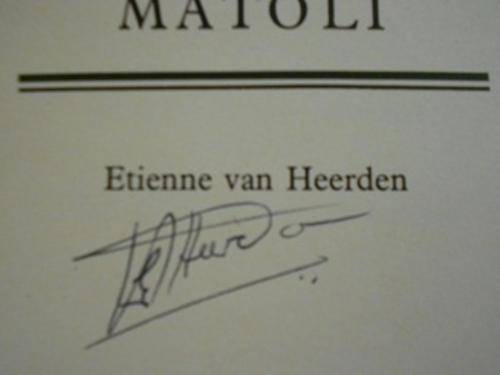 MATOLI
Etienne van Heerden